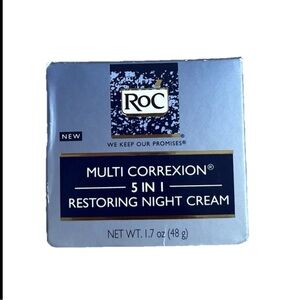 RoC
NEW
WE KEEP OUR PROMISES®
MULTI CORREXION®
5 IN 1
RESTORING NIGHT CREAM
NET WT. 1.7 oz (48 g)